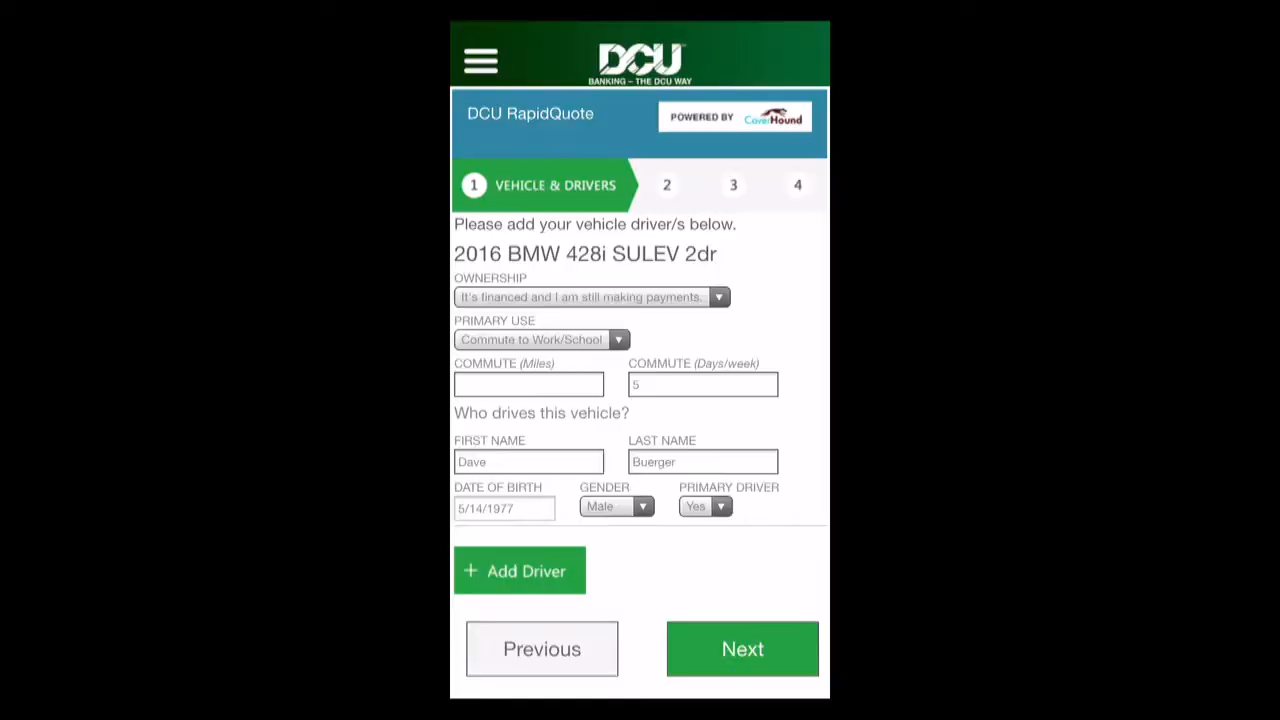 DCU
BANKING – THE DCU WAY
DCU RapidQuote
POWERED BY CoverHound
1 VEHICLE & DRIVERS 2 3 4
Please add your vehicle driver/s below.
2016 BMW 428i SULEV 2dr
OWNERSHIP
It's financed and I am still making payments.
PRIMARY USE
Commute to Work/School
COMMUTE (Miles) COMMUTE (Days/week)
5
Who drives this vehicle?
FIRST NAME LAST NAME
Dave Buerger
DATE OF BIRTH GENDER PRIMARY DRIVER
5/14/1977 Male Yes
+ Add Driver
Previous Next